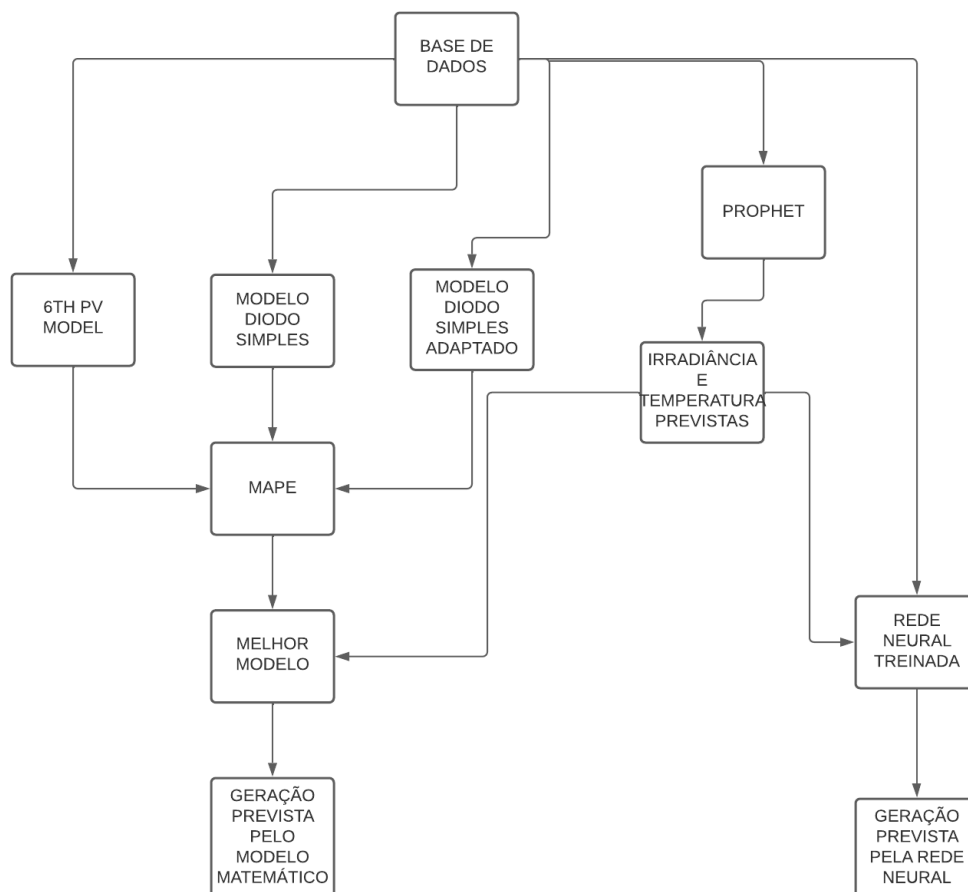 BASE DE
DADOS
PROPHET
6TH PV
MODEL
MODELO
DIODO
SIMPLES
MODELO
DIODO
SIMPLES
ADAPTADO
IRRADIÂNCIA
E
TEMPERATURA
PREVISTAS
MAPE
MELHOR
MODELO
REDE
NEURAL
TREINADA
GERAÇÃO
PREVISTA
PELO
MODELO
MATEMÁTICO
GERAÇÃO
PREVISTA
PELA REDE
NEURAL